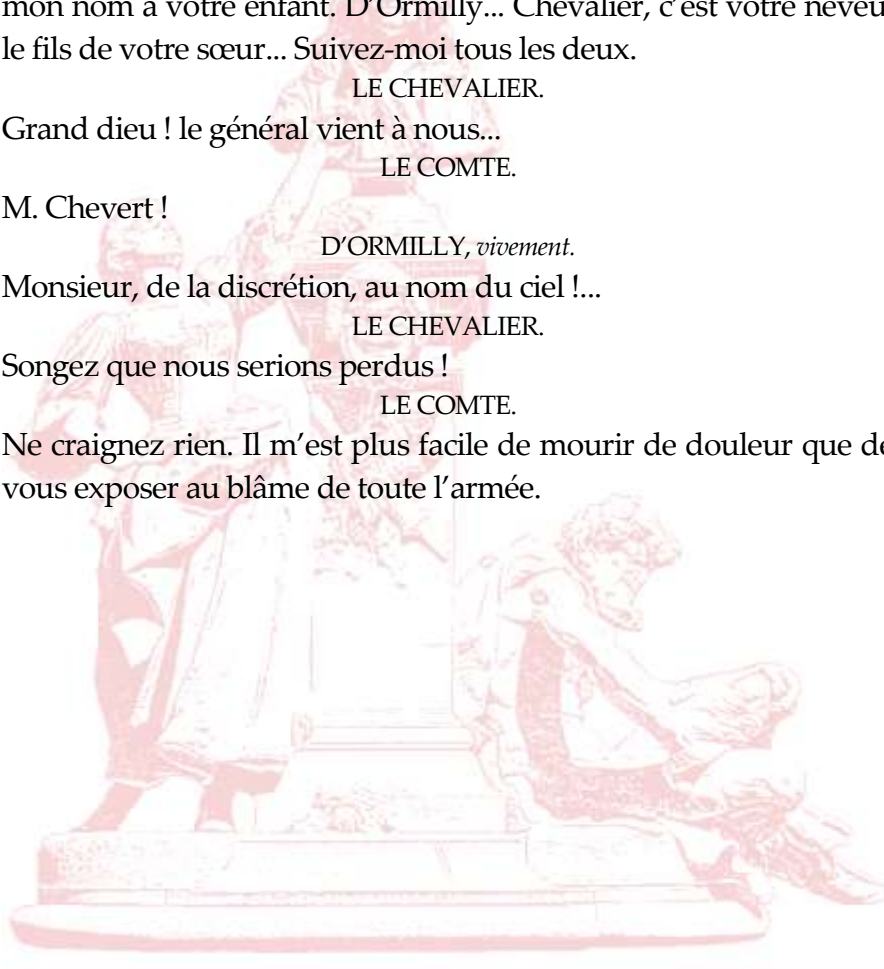 mon nom à votre enfant. D’Ormilly... Chevalier, c’est votre neveu
le fils de votre sœur... Suivez-moi tous les deux.
LE CHEVALIER.
Grand dieu ! le général vient à nous...
LE COMTE.
M. Chevert !
D’ORMILLY, vivement.
Monsieur, de la discrétion, au nom du ciel !...
LE CHEVALIER.
Songez que nous serions perdus !
LE COMTE.
Ne craignez rien. Il m’est plus facile de mourir de douleur que de
vous exposer au blâme de toute l’armée.